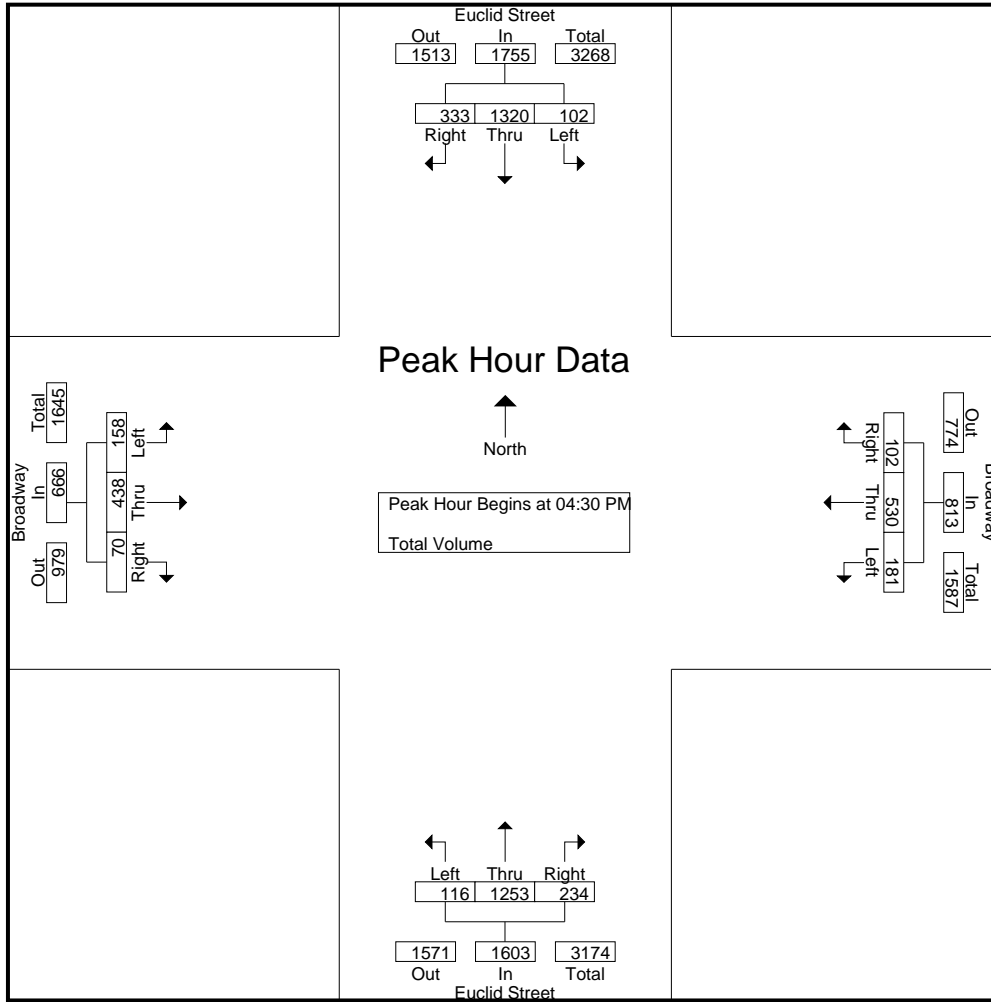 Euclid Street
Out In Total
1513 1755 3268
333 1320 102
Right Thru Left
Peak Hour Data
North
Peak Hour Begins at 04:30 PM
Total Volume
Broadway
Total In Out
1645 666 979
158 438 70
Left Thru Right
Broadway
Out In Total
774 813 1587
102 530 181
Right Thru Left
Left Thru Right
116 1253 234
1571 1603 3174
Out In Total
Euclid Street